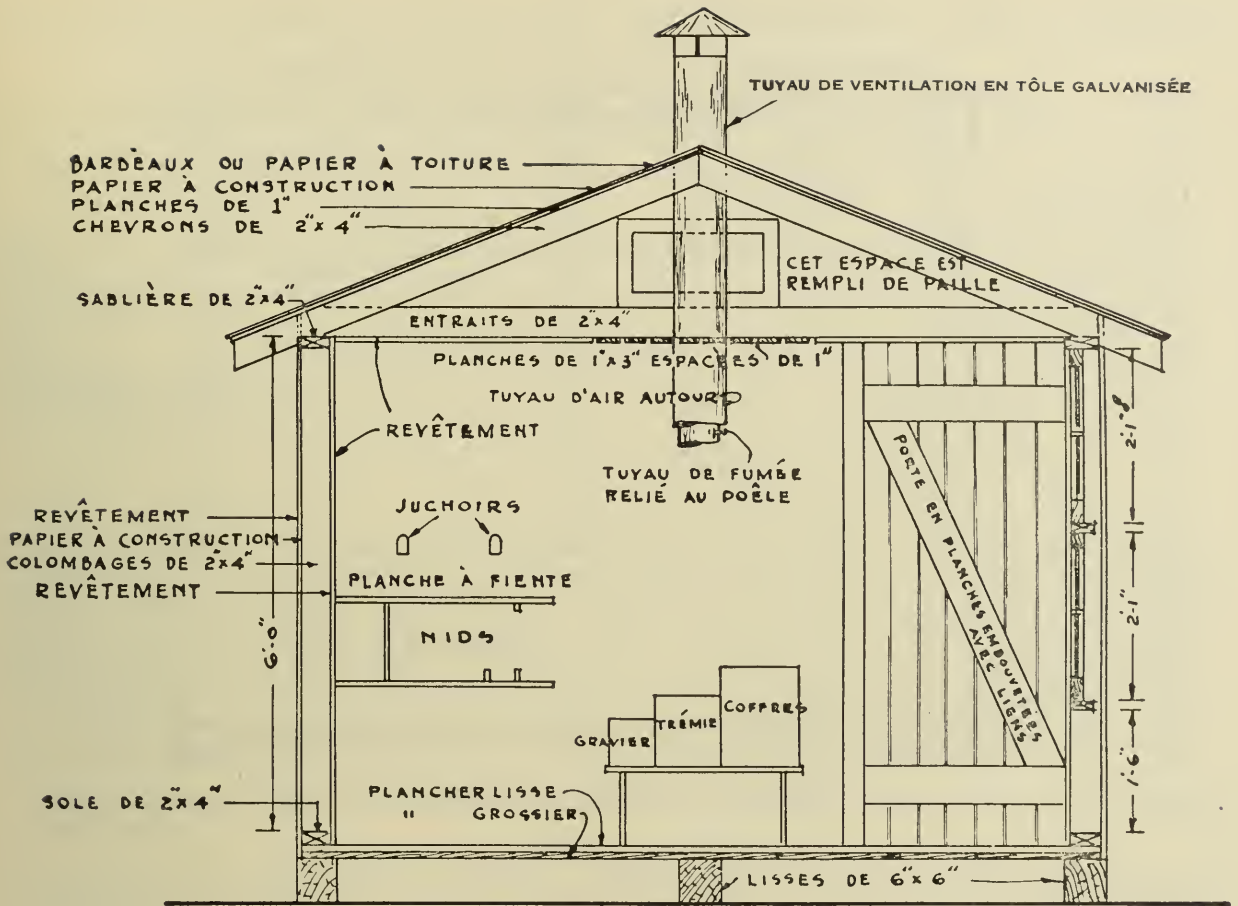 TUYAU DE VENTILATION EN TÔLE GALVANISÉE
BARDEAUX OU PAPIER À TOITURE
PAPIER À CONSTRUCTION
PLANCHES DE 1"
CHEVRONS DE 2"x 4"
CET ESPACE EST
REMPLI DE PAILLE
SABLIÈRE DE 2"x4"
ENTRAITS DE 2"x4"
PLANCHES DE 1"x3" ESPACÉES DE 1"
TUYAU D'AIR AUTOUR
REVÊTEMENT
TUYAU DE FUMÉE
RELIÉ AU POÊLE
2'-1"-8
PORTE EN PLANCHES EMBOUVETÉES
AVEC LIGNS
JUCHOIRS
REVÊTEMENT
PAPIER À CONSTRUCTION
COLOMBAGES DE 2"x4"
REVÊTEMENT
PLANCHE À FIENTE
NIDS
6'-0"
2'-1"
COFFRES
TRÉMIE
GRAVIER
1'-6"
SOLE DE 2"x4"
PLANCHER LISSE
" GROSSIER
LISSES DE 6"x 6"